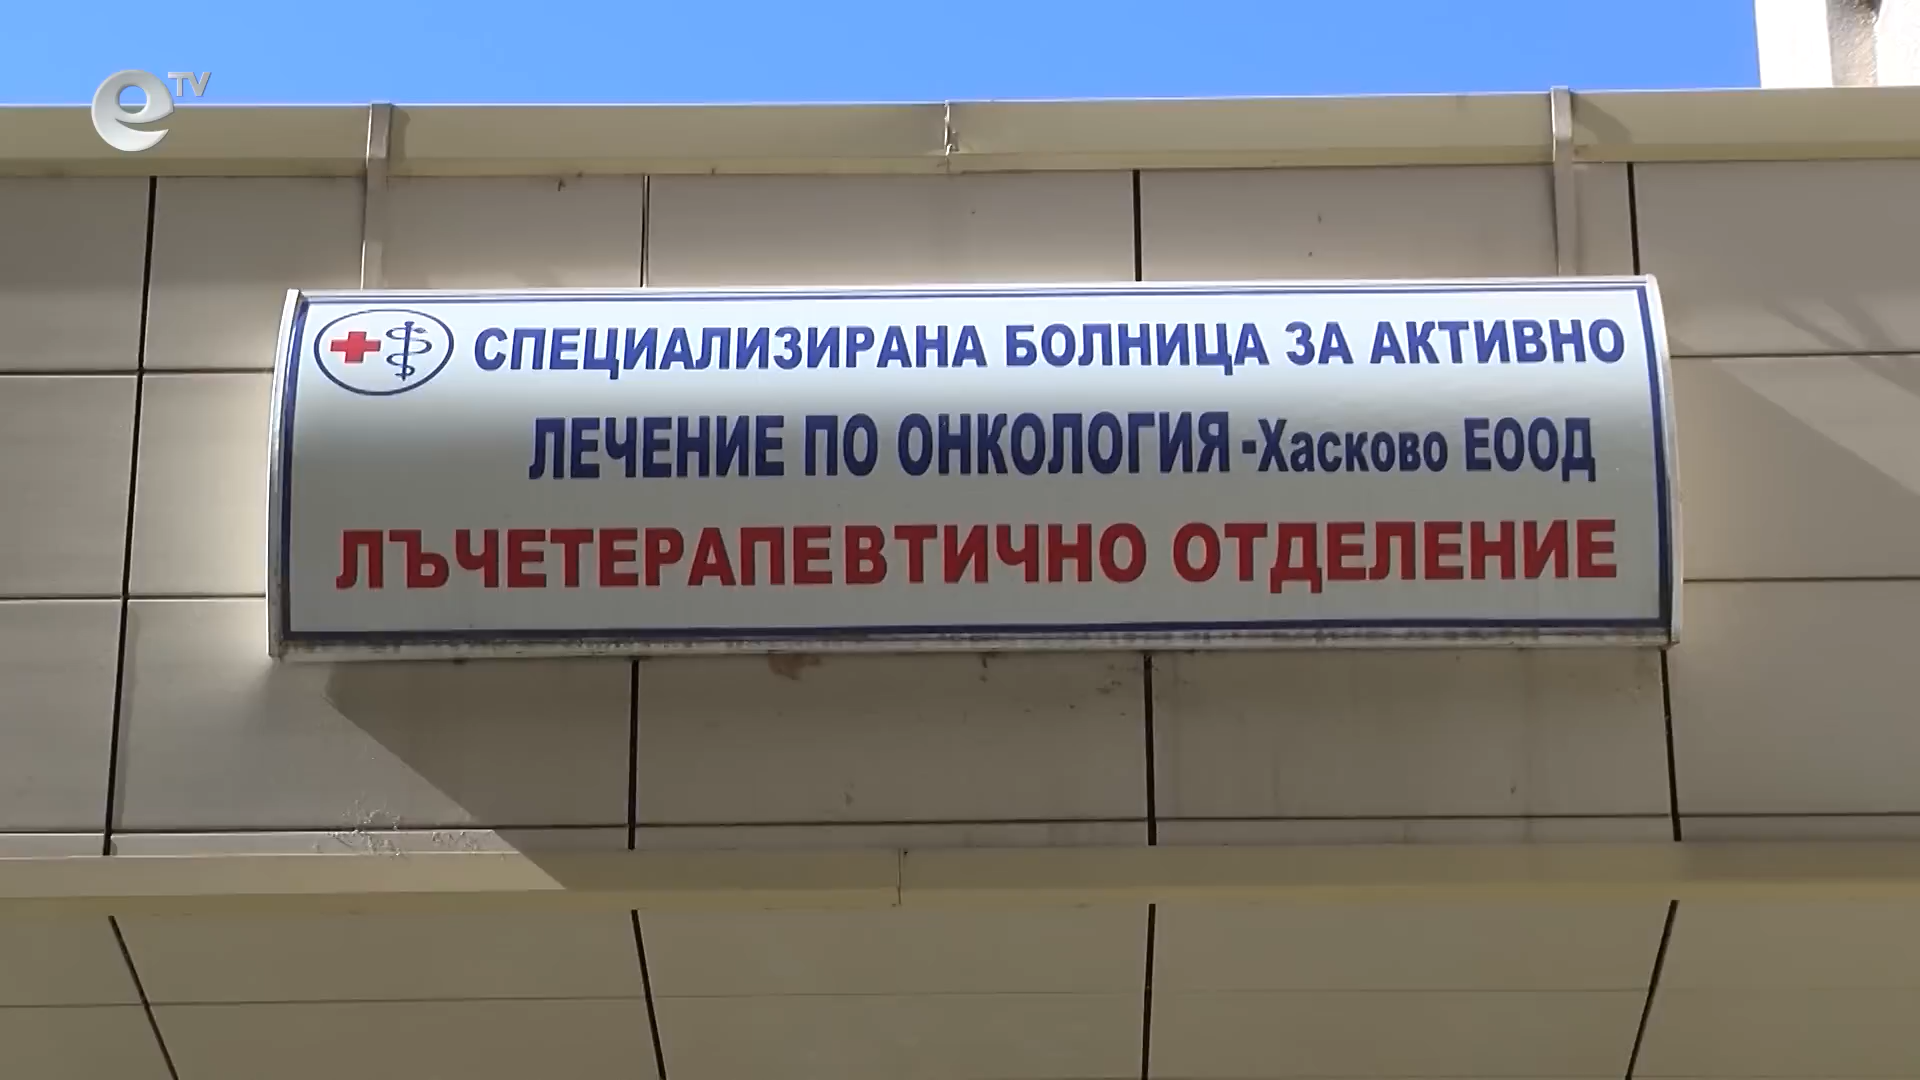 eTV
СПЕЦИАЛИЗИРАНА БОЛНИЦА ЗА АКТИВНО
ЛЕЧЕНИЕ ПО ОНКОЛОГИЯ -Хасково ЕООД
ЛЪЧЕТЕРАПЕВТИЧНО ОТДЕЛЕНИЕ